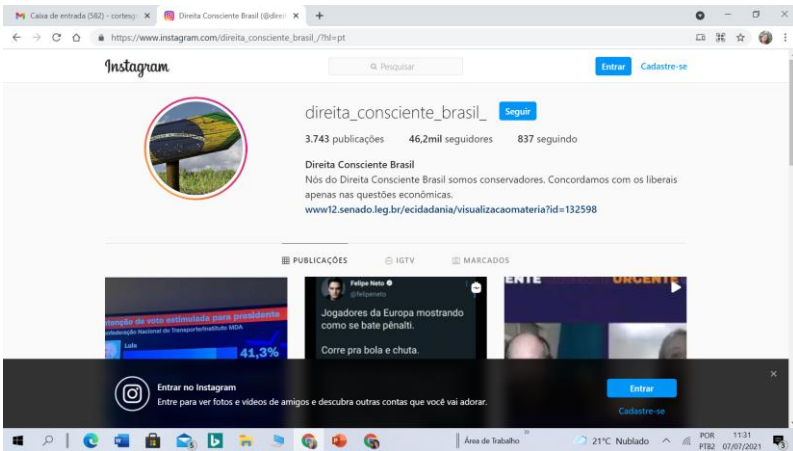 Caixa de entrada (582) - cortesg
Direita Consciente Brasil (@direi
https://www.instagram.com/direita_consciente_brasil_/?hl=pt
Instagram
Pesquisar
Entrar
Cadastre-se
direita_consciente_brasil_
Seguir
3.743 publicações
46,2mil seguidores
837 seguindo
Direita Consciente Brasil
Nós do Direita Consciente Brasil somos conservadores. Concordamos com os liberais
apenas nas questões econômicas.
www12.senado.leg.br/ecidadania/visualizacaomateria?id=132598
PUBLICAÇÕES
IGTV
MARCADOS
intenção de voto estimulada para presidente
Confederação Nacional do Transporte/Instituto MDA
Lula
41,3%
Felipe Neto
@felipeneto
Jogadores da Europa mostrando
como se bate pênalti.
Corre pra bola e chuta.
URGENTE
Entrar no Instagram
Entre para ver fotos e vídeos de amigos e descubra outras contas que você vai adorar.
Entrar
Cadastre-se
Área de Trabalho
21°C Nublado
POR
PTB2
11:31
07/07/2021